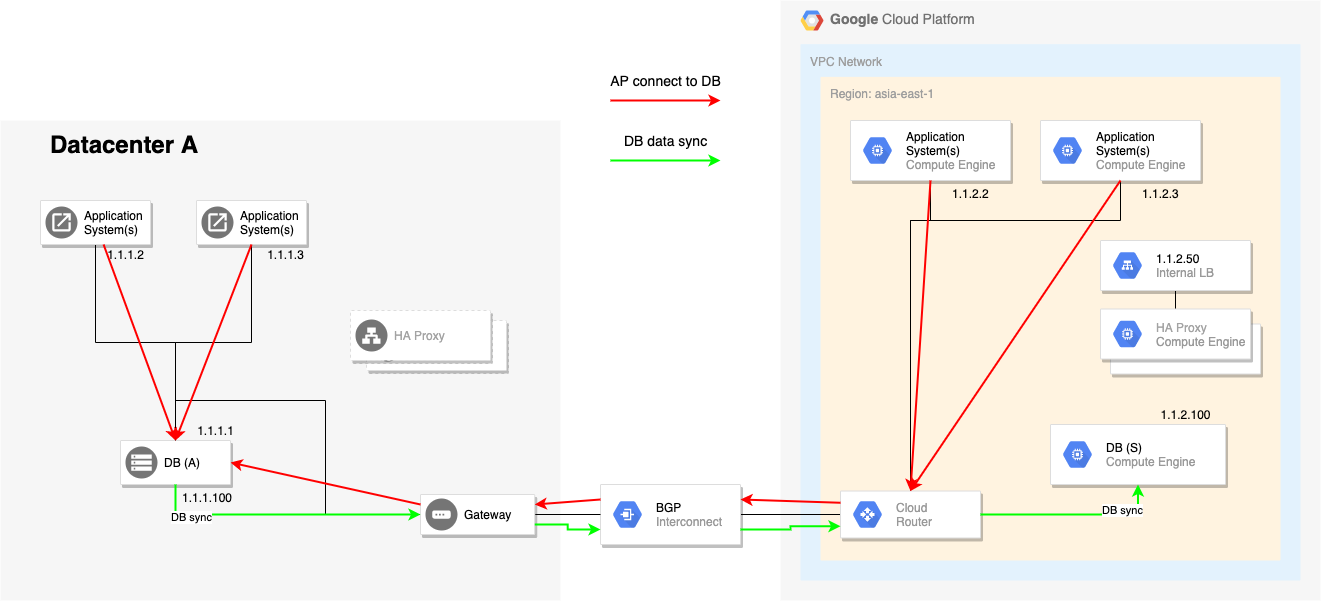 Google Cloud Platform
VPC Network
Region: asia-east-1
AP connect to DB
DB data sync
Datacenter A
Application
System(s)
1.1.1.2
Application
System(s)
1.1.1.3
HA Proxy
1.1.1.1
DB (A)
1.1.1.100
DB sync
Gateway
BGP
Interconnect
Application
System(s)
Compute Engine
1.1.2.2
Application
System(s)
Compute Engine
1.1.2.3
1.1.2.50
Internal LB
HA Proxy
Compute Engine
1.1.2.100
DB (S)
Compute Engine
Cloud
Router
DB sync